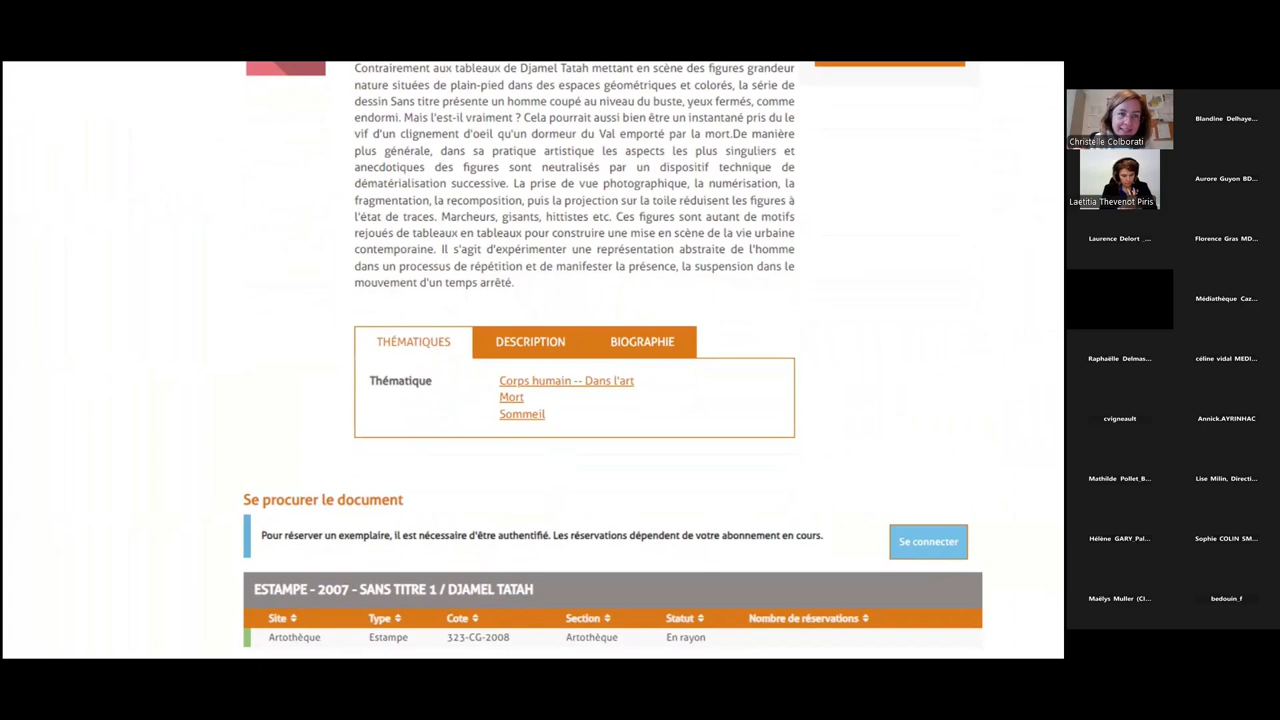 Contrairement aux tableaux de Djamel Tatah mettant en scène des figures grandeur
nature situées de plain-pied dans des espaces géométriques et colorés, la série de
dessin Sans titre présente un homme coupé au niveau du buste, yeux fermés, comme
endormi. Mais l'est-il vraiment ? Cela pourrait aussi bien être un instantané pris du le
vif d'un clignement d'oeil qu'un dormeur du Val emporté par la mort.De manière
plus générale, dans sa pratique artistique les aspects les plus singuliers et
anecdotiques des figures sont neutralisés par un dispositif technique de
dématérialisation successive. La prise de vue photographique, la numérisation, la
fragmentation, la recomposition, puis la projection sur la toile réduisent les figures à
l'état de traces. Marcheurs, gisants, hittistes etc. Ces figures sont autant de motifs
rejoués de tableaux en tableaux pour construire une mise en scène de la vie urbaine
contemporaine. Il s'agit d'expérimenter une représentation abstraite de l'homme
dans un processus de répétition et de manifester la présence, la suspension dans le
mouvement d'un temps arrêté.
THÉMATIQUES DESCRIPTION BIOGRAPHIE
Thématique Corps humain -- Dans l'art
Mort
Sommeil
Se procurer le document
Pour réserver un exemplaire, il est nécessaire d'être authentifié. Les réservations dépendent de votre abonnement en cours.
Se connecter
ESTAMPE - 2007 - SANS TITRE 1 / DJAMEL TATAH
Site Type Cote Section Statut Nombre de réservations
Artothèque Estampe 323-CG-2008 Artothèque En rayon
Christelle Colborati
Blandine Delhaye...
Laetitia Thevenot Piris
Aurore Guyon BD...
Laurence Delort _...
Florence Gras MD...
Médiathèque Caz...
Raphaëlle Delmas...
céline vidal MEDI...
cvigneault
Annick.AYRINHAC
Mathilde Pollet_B...
Lise Milin, Directi...
Hélène GARY_Pal...
Sophie COLIN SM...
Maëlys Muller (CI...
bedouin_f